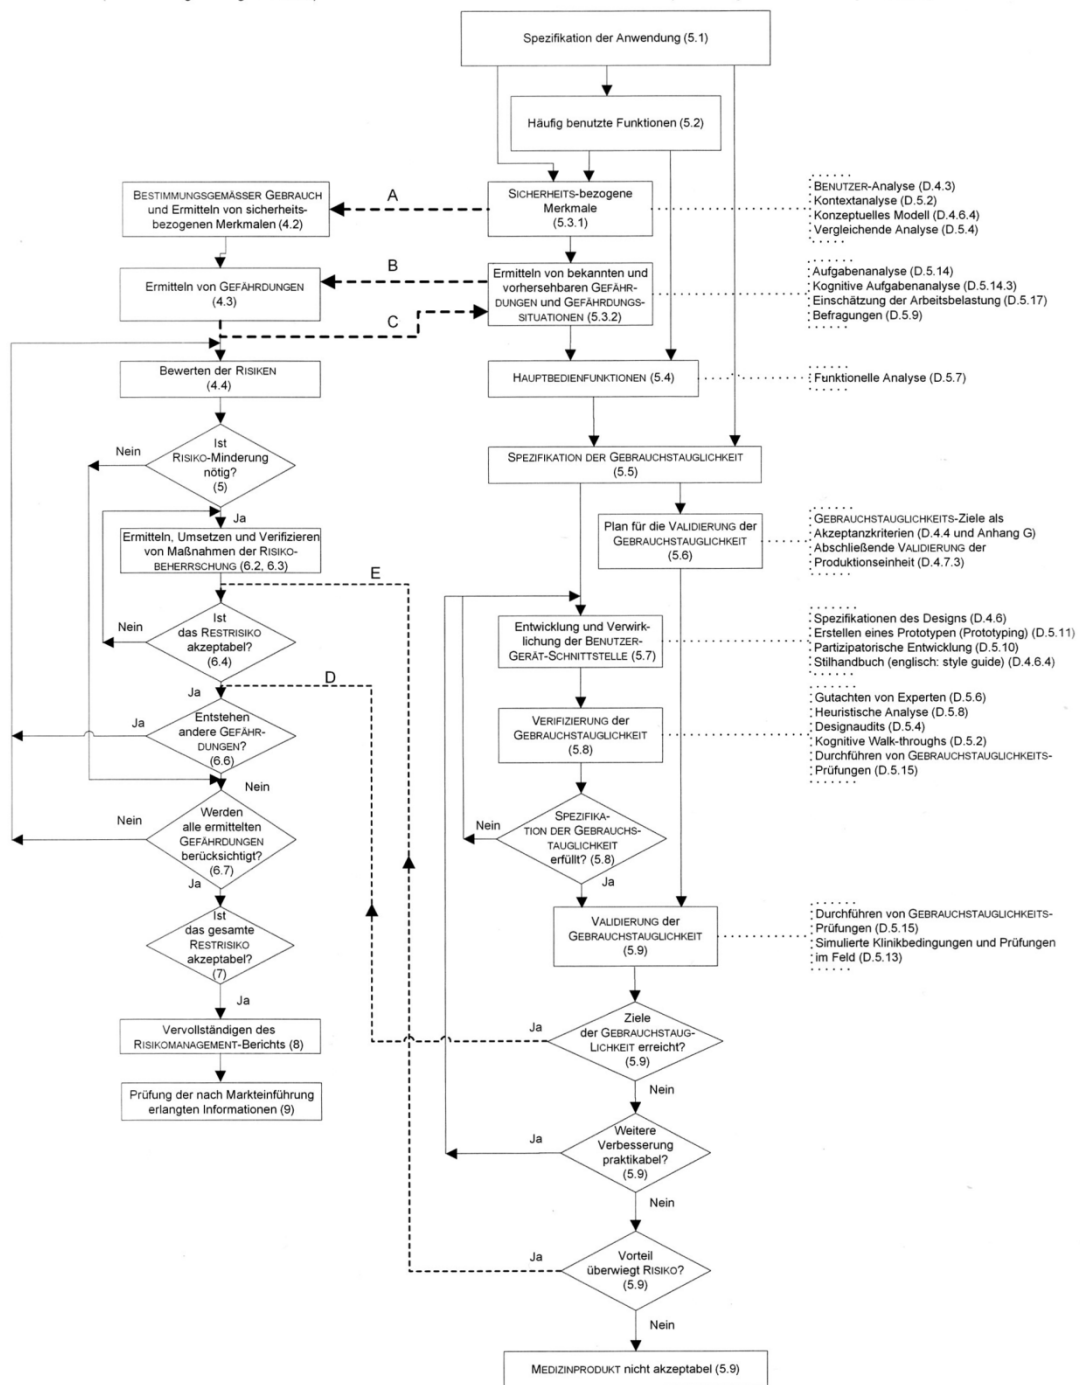 Spezifikation der Anwendung (5.1)
Häufig benutzte Funktionen (5.2)
BESTIMMUNGSGEMÄSSER GEBRAUCH
und Ermitteln von sicherheits-
bezogenen Merkmalen (4.2)
A
SICHERHEITS-bezogene
Merkmale
(5.3.1)
BENUTZER-Analyse (D.4.3)
Kontextanalyse (D.5.2)
Konzeptuelles Modell (D.4.6.4)
Vergleichende Analyse (D.5.4)
Ermitteln von GEFÄHRDUNGEN
(4.3)
B
C
Ermitteln von bekannten und
vorhersehbaren GEFÄHR-
DUNGEN und GEFÄHRDUNGS-
SITUATIONEN (5.3.2)
Aufgabenanalyse (D.5.14)
Kognitive Aufgabenanalyse (D.5.14.3)
Einschätzung der Arbeitsbelastung (D.5.17)
Befragungen (D.5.9)
Bewerten der RISIKEN
(4.4)
HAUPTBEDIENFUNKTIONEN (5.4)
Funktionelle Analyse (D.5.7)
Nein
Ist
RISIKO-Minderung
nötig?
(5)
Ja
SPEZIFIKATION DER GEBRAUCHSTAUGLICHKEIT
(5.5)
Ermitteln, Umsetzen und Verifizieren
von Maßnahmen der RISIKO-
BEHERRSCHUNG (6.2, 6.3)
E
Plan für die VALIDIERUNG der
GEBRAUCHSTAUGLICHKEIT
(5.6)
GEBRAUCHSTAUGLICHKEITS-Ziele als
Akzeptanzkriterien (D.4.4 und Anhang G)
Abschließende VALIDIERUNG der
Produktionseinheit (D.4.7.3)
Nein
Ist
das RESTRISIKO
akzeptabel?
(6.4)
Ja
D
Entwicklung und Verwirk-
lichung der BENUTZER-
GERÄT-SCHNITTSTELLE (5.7)
Spezifikationen des Designs (D.4.6)
Erstellen eines Prototypen (Prototyping) (D.5.11)
Partizipatorische Entwicklung (D.5.10)
Stilhandbuch (englisch: style guide) (D.4.6.4)
Ja
Entstehen
andere GEFÄHR-
DUNGEN?
(6.6)
Nein
VERIFIZIERUNG der
GEBRAUCHSTAUGLICHKEIT
(5.8)
Gutachten von Experten (D.5.6)
Heuristische Analyse (D.5.8)
Designaudits (D.5.4)
Kognitive Walk-throughs (D.5.2)
Durchführen von GEBRAUCHSTAUGLICHKEITS-
Prüfungen (D.5.15)
Nein
Werden
alle ermittelten
GEFÄHRDUNGEN
berücksichtigt?
(6.7)
Ja
Nein
SPEZIFIKA-
TION DER GEBRAUCHS-
TAUGLICHKEIT
erfüllt? (5.8)
Ja
Ist
das gesamte
RESTRISIKO
akzeptabel?
(7)
Ja
VALIDIERUNG der
GEBRAUCHSTAUGLICHKEIT
(5.9)
Durchführen von GEBRAUCHSTAUGLICHKEITS-
Prüfungen (D.5.15)
Simulierte Klinikbedingungen und Prüfungen
im Feld (D.5.13)
Vervollständigen des
RISIKOMANAGEMENT-Berichts (8)
Ja
Ziele
der GEBRAUCHSTAUG-
LICHKEIT erreicht?
(5.9)
Nein
Prüfung der nach Markteinführung
erlangten Informationen (9)
Ja
Weitere
Verbesserung
praktikabel?
(5.9)
Nein
Ja
Vorteil
überwiegt RISIKO?
(5.9)
Nein
MEDIZINPRODUKT nicht akzeptabel (5.9)